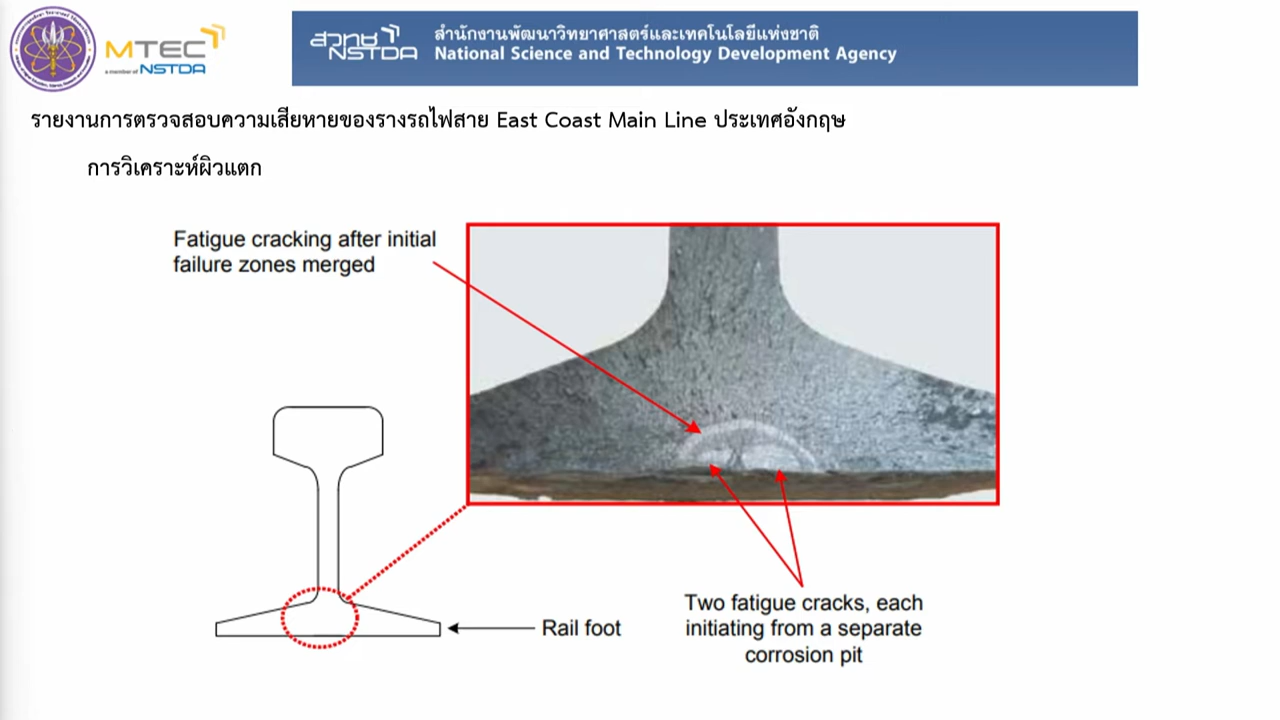 MTEC
a member of NSTDA
สวทช
NSTDA
สำนักงานพัฒนาวิทยาศาสตร์และเทคโนโลยีแห่งชาติ
National Science and Technology Development Agency
รายงานการตรวจสอบความเสียหายของรางรถไฟสาย East Coast Main Line ประเทศอังกฤษ
การวิเคราะห์ผิวแตก
Fatigue cracking after initial
failure zones merged
Rail foot
Two fatigue cracks, each
initiating from a separate
corrosion pit